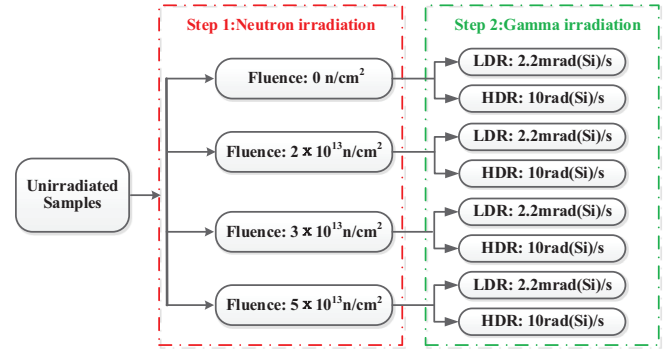 Step 1:Neutron irradiation
Step 2:Gamma irradiation
Unirradiated
Samples
Fluence: 0 n/cm²
LDR: 2.2mrad(Si)/s
HDR: 10rad(Si)/s
Fluence: 2 x 10¹³n/cm²
LDR: 2.2mrad(Si)/s
HDR: 10rad(Si)/s
Fluence: 3 x 10¹³n/cm²
LDR: 2.2mrad(Si)/s
HDR: 10rad(Si)/s
Fluence: 5 x 10¹³n/cm²
LDR: 2.2mrad(Si)/s
HDR: 10rad(Si)/s